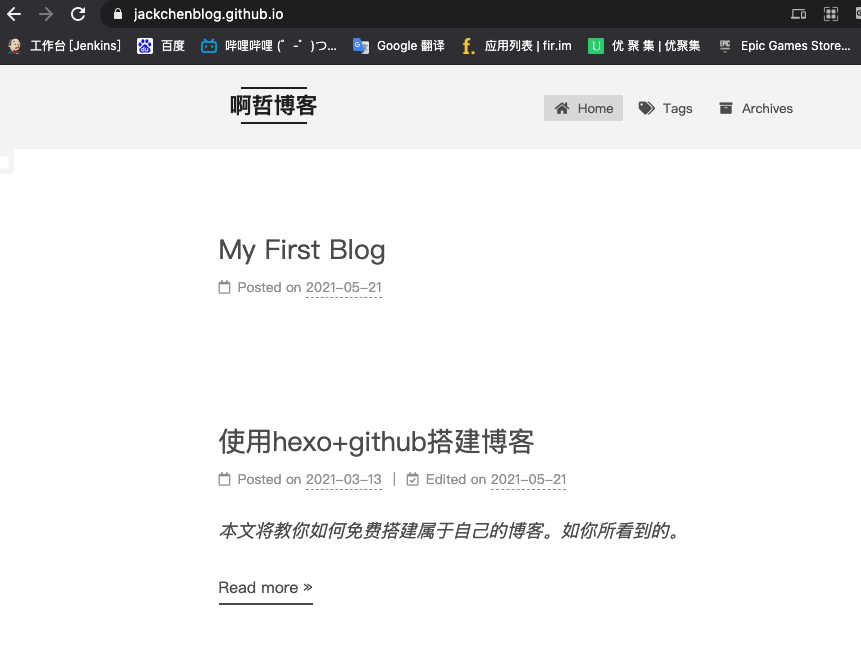 jackchenblog.github.io
工作台 [Jenkins] 百度 哔哩哔哩 (゜-゜)つ... Google 翻译 应用列表 | fir.im U 优 聚 集 | 优聚集 EPIC Epic Games Store...
啊哲博客 Home Tags Archives
My First Blog
Posted on 2021-05-21
使用hexo+github搭建博客
Posted on 2021-03-13 | Edited on 2021-05-21
本文将教你如何免费搭建属于自己的博客。如你所看到的。
Read more »